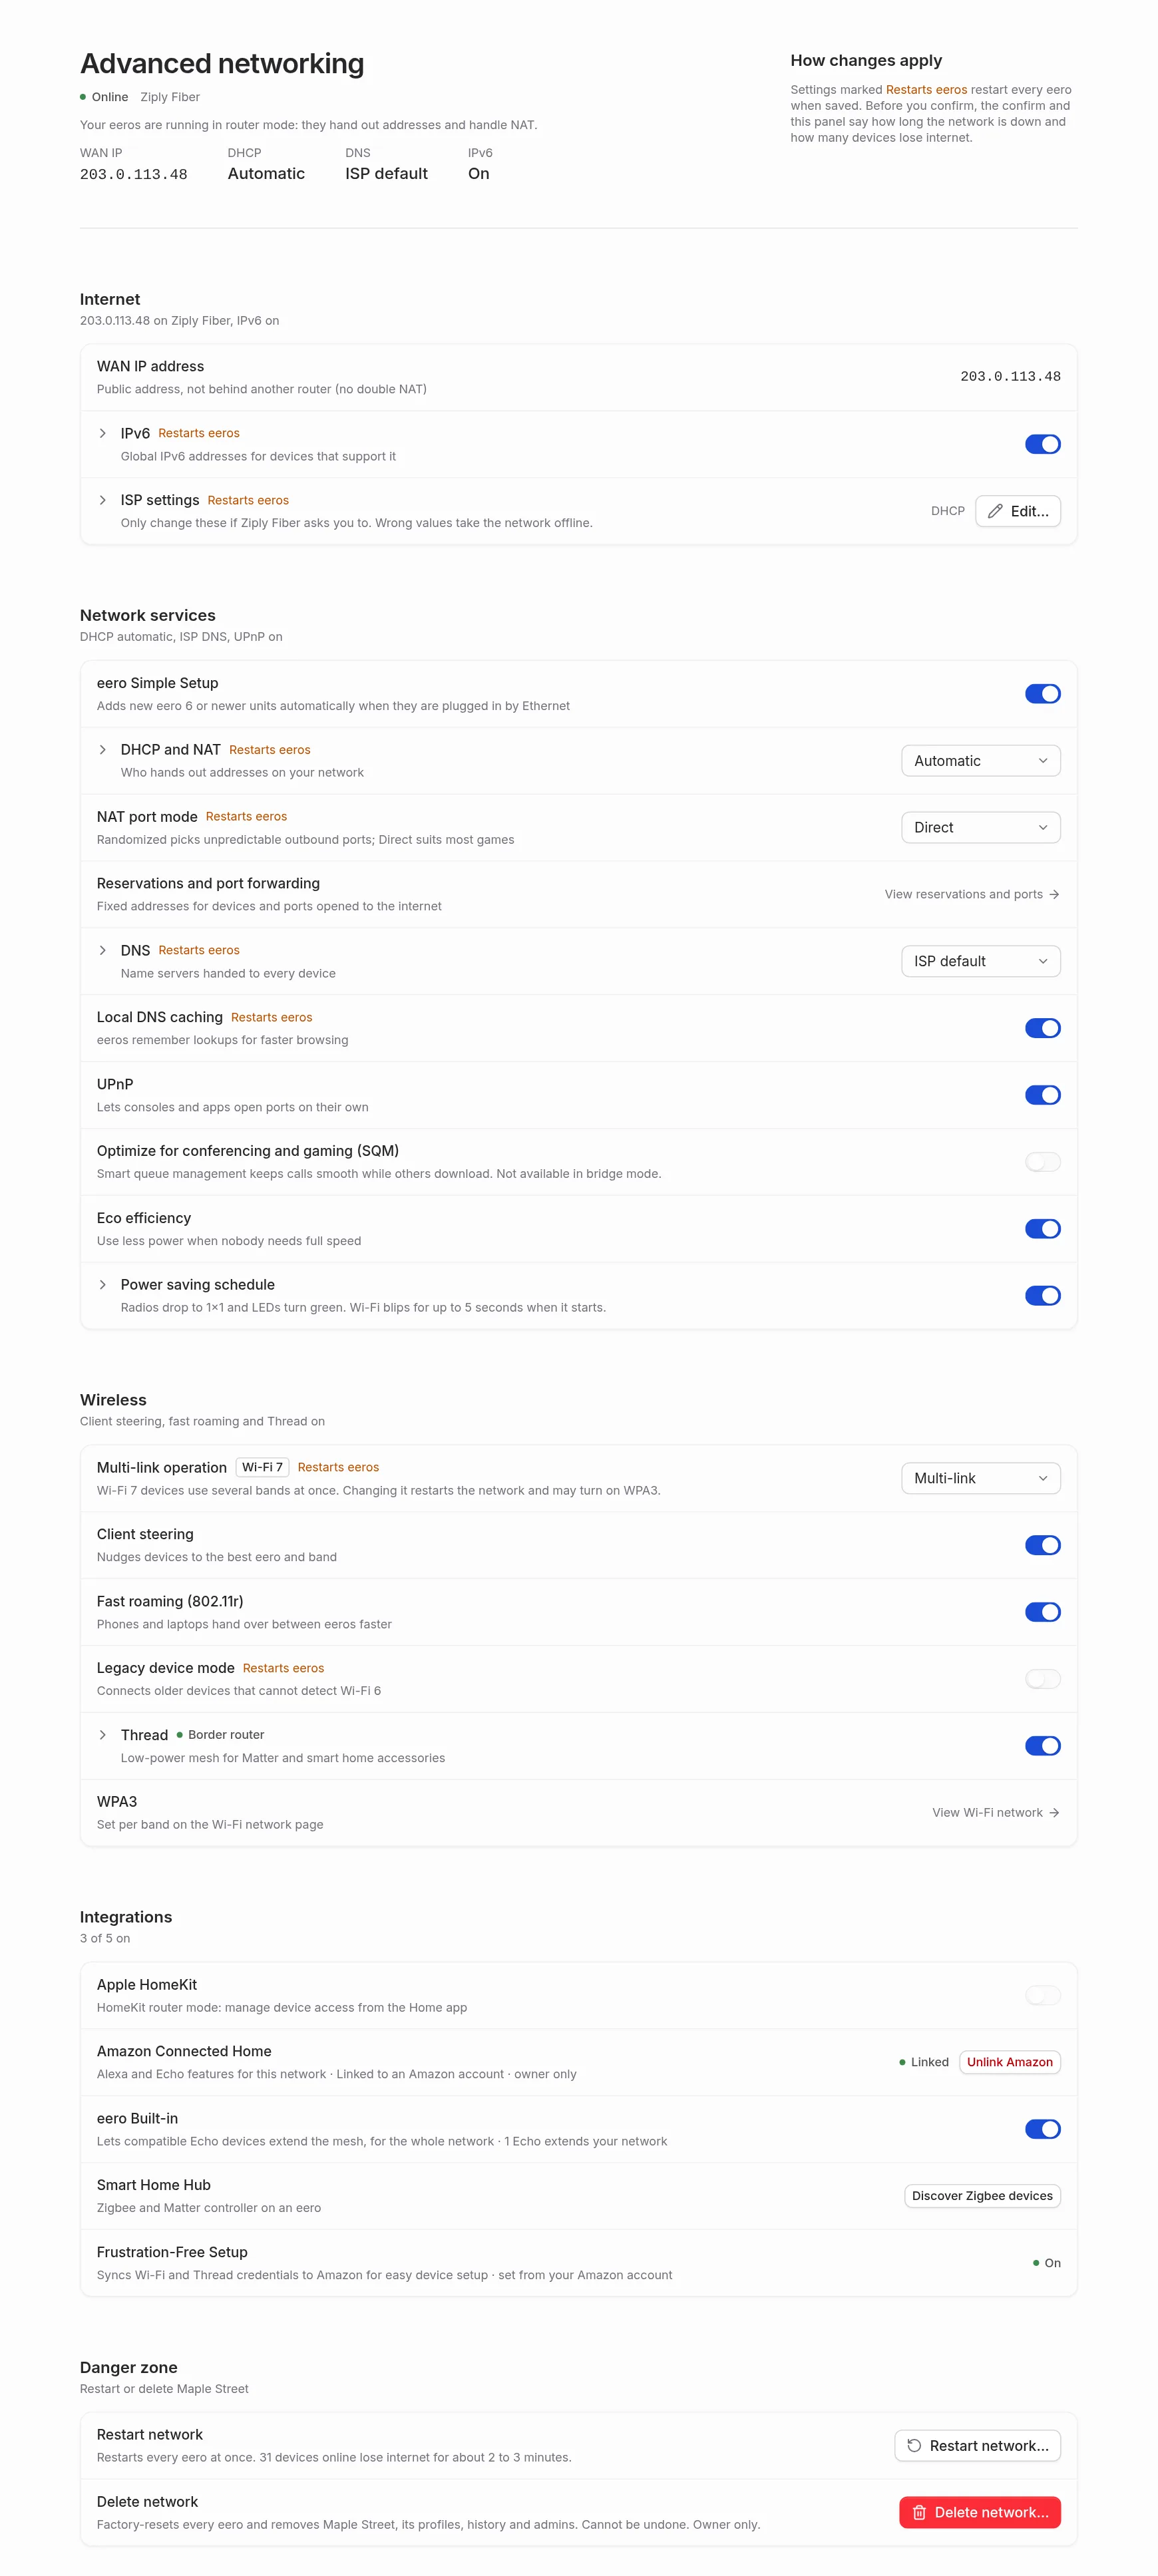 Advanced networking
Online Ziply Fiber
Your eeros are running in router mode: they hand out addresses and handle NAT.
WAN IP DHCP DNS IPv6
203.0.113.48 Automatic ISP default On
How changes apply
Settings marked Restarts eeros restart every eero
when saved. Before you confirm, the confirm and
this panel say how long the network is down and
how many devices lose internet.
Internet
203.0.113.48 on Ziply Fiber, IPv6 on
WAN IP address
Public address, not behind another router (no double NAT)
203.0.113.48
IPv6 Restarts eeros
Global IPv6 addresses for devices that support it
ISP settings Restarts eeros
Only change these if Ziply Fiber asks you to. Wrong values take the network offline.
DHCP Edit...
Network services
DHCP automatic, ISP DNS, UPnP on
eero Simple Setup
Adds new eero 6 or newer units automatically when they are plugged in by Ethernet
DHCP and NAT Restarts eeros
Who hands out addresses on your network
Automatic
NAT port mode Restarts eeros
Randomized picks unpredictable outbound ports; Direct suits most games
Direct
Reservations and port forwarding
Fixed addresses for devices and ports opened to the internet
View reservations and ports →
DNS Restarts eeros
Name servers handed to every device
ISP default
Local DNS caching Restarts eeros
eeros remember lookups for faster browsing
UPnP
Lets consoles and apps open ports on their own
Optimize for conferencing and gaming (SQM)
Smart queue management keeps calls smooth while others download. Not available in bridge mode.
Eco efficiency
Use less power when nobody needs full speed
Power saving schedule
Radios drop to 1×1 and LEDs turn green. Wi-Fi blips for up to 5 seconds when it starts.
Wireless
Client steering, fast roaming and Thread on
Multi-link operation Wi-Fi 7 Restarts eeros
Wi-Fi 7 devices use several bands at once. Changing it restarts the network and may turn on WPA3.
Multi-link
Client steering
Nudges devices to the best eero and band
Fast roaming (802.11r)
Phones and laptops hand over between eeros faster
Legacy device mode Restarts eeros
Connects older devices that cannot detect Wi-Fi 6
Thread Border router
Low-power mesh for Matter and smart home accessories
WPA3
Set per band on the Wi-Fi network page
View Wi-Fi network →
Integrations
3 of 5 on
Apple HomeKit
HomeKit router mode: manage device access from the Home app
Amazon Connected Home
Alexa and Echo features for this network · Linked to an Amazon account · owner only
Linked Unlink Amazon
eero Built-in
Lets compatible Echo devices extend the mesh, for the whole network · 1 Echo extends your network
Smart Home Hub
Zigbee and Matter controller on an eero
Discover Zigbee devices
Frustration-Free Setup
Syncs Wi-Fi and Thread credentials to Amazon for easy device setup · set from your Amazon account
On
Danger zone
Restart or delete Maple Street
Restart network
Restarts every eero at once. 31 devices online lose internet for about 2 to 3 minutes.
Restart network...
Delete network
Factory-resets every eero and removes Maple Street, its profiles, history and admins. Cannot be undone. Owner only.
Delete network...